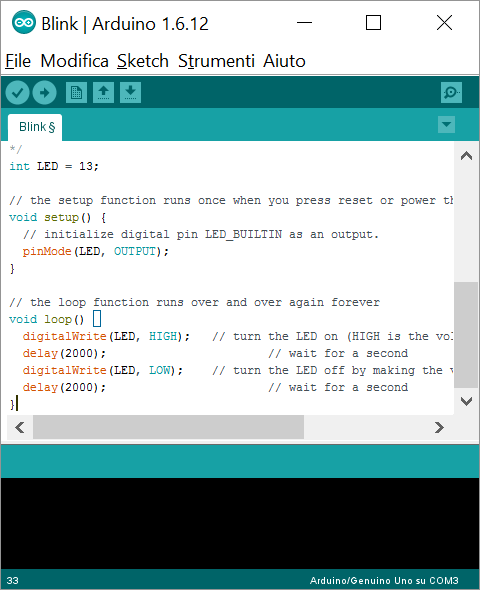 Blink | Arduino 1.6.12
File Modifica Sketch Strumenti Aiuto
Blink §
*/
int LED = 13;
// the setup function runs once when you press reset or power th
void setup() {
// initialize digital pin LED_BUILTIN as an output.
pinMode(LED, OUTPUT);
}
// the loop function runs over and over again forever
void loop() {
digitalWrite(LED, HIGH); // turn the LED on (HIGH is the vol
delay(2000); // wait for a second
digitalWrite(LED, LOW); // turn the LED off by making the v
delay(2000); // wait for a second
}
33 Arduino/Genuino Uno su COM3